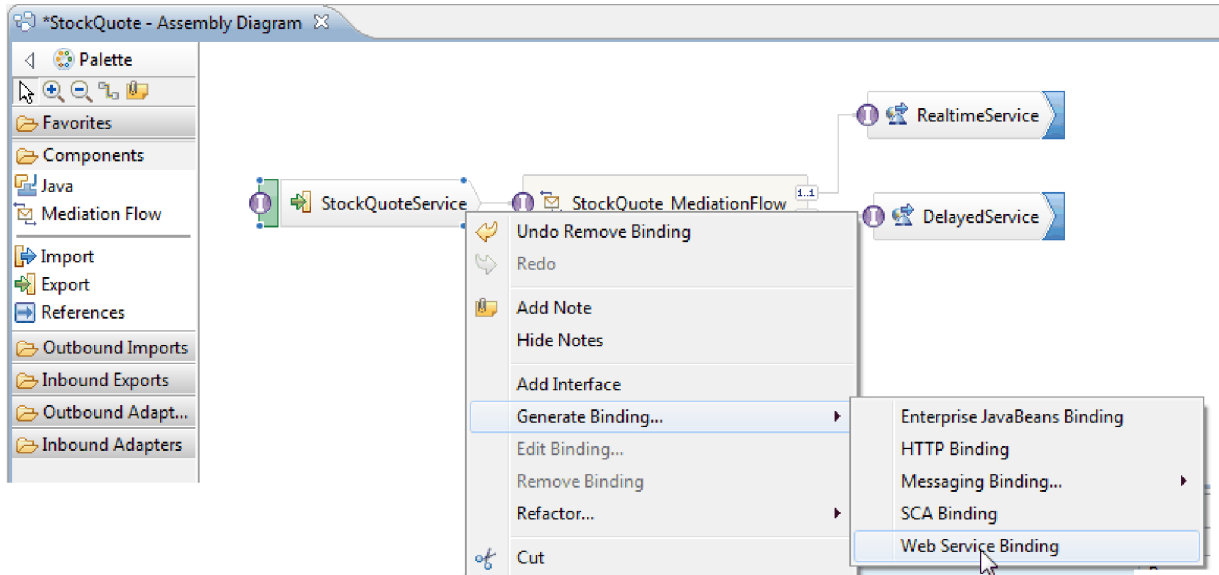 *StockQuote - Assembly Diagram
Palette
Favorites
Components
Java
Mediation Flow
Import
Export
References
Outbound Imports
Inbound Exports
Outbound Adapt...
Inbound Adapters
StockQuoteService
StockQuote_MediationFlow
1..1
RealtimeService
DelayedService
Undo Remove Binding
Redo
Add Note
Hide Notes
Add Interface
Generate Binding...
Edit Binding...
Remove Binding
Refactor...
Cut
Enterprise JavaBeans Binding
HTTP Binding
Messaging Binding...
SCA Binding
Web Service Binding